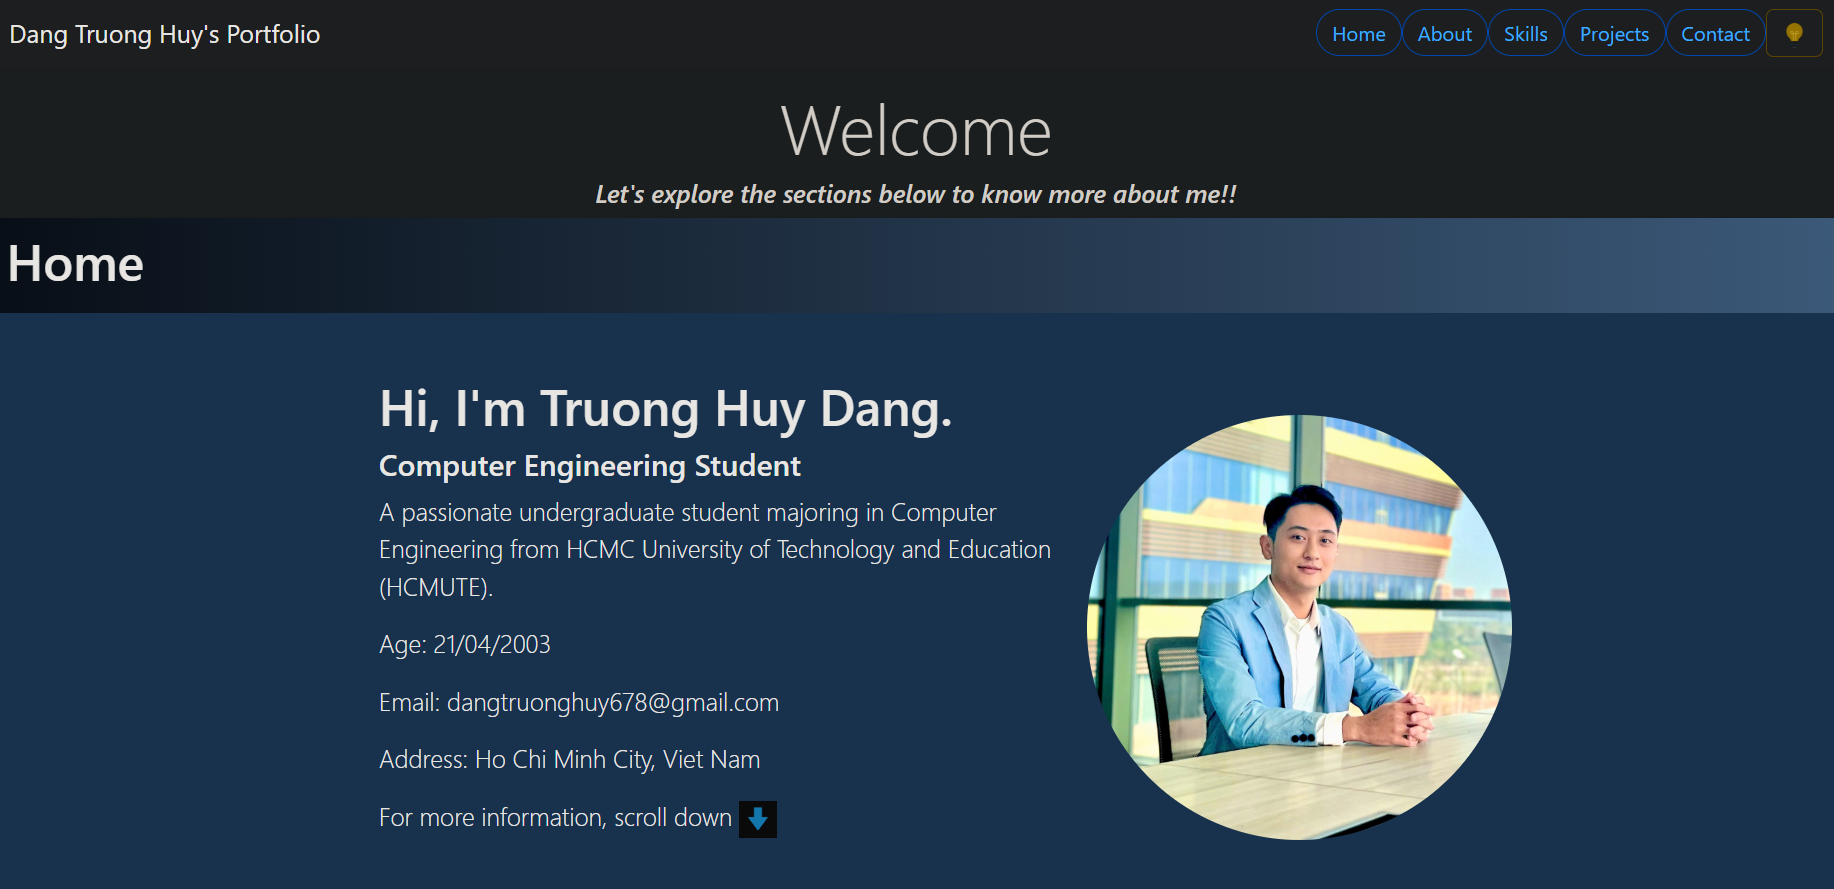 Dang Truong Huy's Portfolio
Home About Skills Projects Contact
Welcome
Let's explore the sections below to know more about me!!
Home
Hi, I'm Truong Huy Dang.
Computer Engineering Student
A passionate undergraduate student majoring in Computer
Engineering from HCMC University of Technology and Education
(HCMUTE).
Age: 21/04/2003
Email: dangtruonghuy678@gmail.com
Address: Ho Chi Minh City, Viet Nam
For more information, scroll down